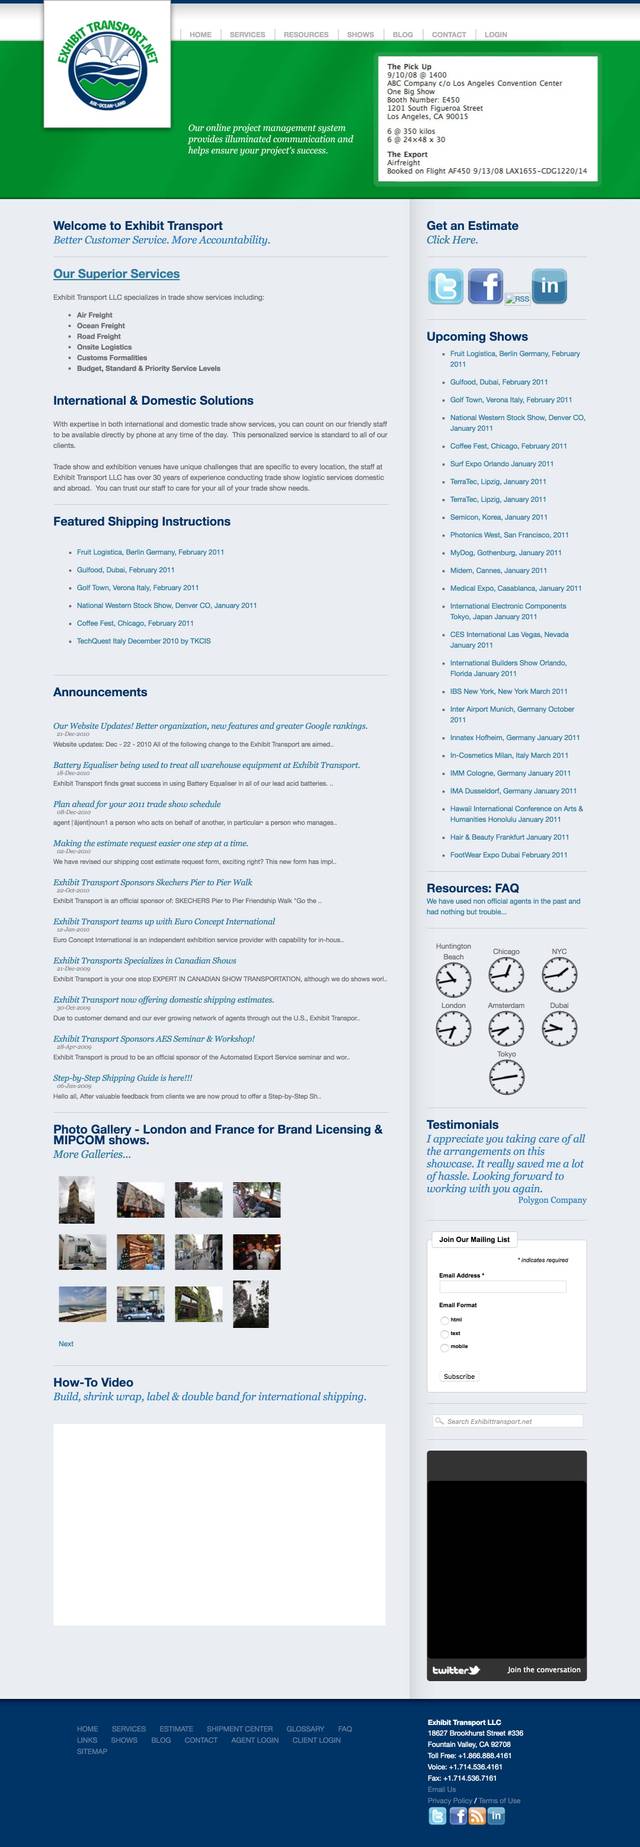 EXHIBIT TRANSPORT.NET
AIR-OCEAN-LAND
HOME
SERVICES
RESOURCES
SHOWS
BLOG
CONTACT
LOGIN
Our online project management system
provides illuminated communication and
helps ensure your project's success.
The Pick Up
9/10/08 @ 1400
ABC Company c/o Los Angeles Convention Center
One Big Show
Booth Number: E450
1201 South Figueroa Street
Los Angeles, CA 90015
6 @ 350 kilos
6 @ 24×48 x 30
The Export
Airfreight
Booked on Flight AF450 9/13/08 LAX1655-CDG1220/14
Welcome to Exhibit Transport
Better Customer Service. More Accountability.
Our Superior Services
Exhibit Transport LLC specializes in trade show services including:
Air Freight
Ocean Freight
Road Freight
Onsite Logistics
Customs Formalities
Budget, Standard & Priority Service Levels
International & Domestic Solutions
With expertise in both international and domestic trade show services, you can count on our friendly staff
to be available directly by phone at any time of the day. This personalized service is standard to all of our
clients.
Trade show and exhibition venues have unique challenges that are specific to every location, the staff at
Exhibit Transport LLC has over 30 years of experience conducting trade show logistic services domestic
and abroad. You can trust our staff to care for your all of your trade show needs.
Featured Shipping Instructions
Fruit Logistica, Berlin Germany, February 2011
Gulfood, Dubai, February 2011
Golf Town, Verona Italy, February 2011
National Western Stock Show, Denver CO, January 2011
Coffee Fest, Chicago, February 2011
TechQuest Italy December 2010 by TKCIS
Announcements
Our Website Updates! Better organization, new features and greater Google rankings.
21-Dec-2010
Website updates: Dec - 22 - 2010 All of the following change to the Exhibit Transport are aimed..
Battery Equaliser being used to treat all warehouse equipment at Exhibit Transport.
18-Dec-2010
Exhibit Transport finds great success in using Battery Equaliser in all of our lead acid batteries. ..
Plan ahead for your 2011 trade show schedule
08-Dec-2010
agent |ˈājənt|noun1 a person who acts on behalf of another, in particular• a person who manages..
Making the estimate request easier one step at a time.
02-Dec-2010
We have revised our shipping cost estimate request form, exciting right? This new form has impl..
Exhibit Transport Sponsors Skechers Pier to Pier Walk
22-Oct-2010
Exhibit Transport is an official sponsor of: SKECHERS Pier to Pier Friendship Walk "Go the ..
Exhibit Transport teams up with Euro Concept International
12-Jan-2010
Euro Concept International is an independent exhibition service provider with capability for in-hous..
Exhibit Transports Specializes in Canadian Shows
21-Dec-2009
Exhibit Transport is your one stop EXPERT IN CANADIAN SHOW TRANSPORTATION, although we do shows worl..
Exhibit Transport now offering domestic shipping estimates.
30-Oct-2009
Due to customer demand and our ever growing network of agents through out the U.S., Exhibit Transpor..
Exhibit Transport Sponsors AES Seminar & Workshop!
28-Apr-2009
Exhibit Transport is proud to be an official sponsor of the Automated Export Service seminar and wor..
Step-by-Step Shipping Guide is here!!!
06-Jan-2009
Hello all, After valuable feedback from clients we are now proud to offer a Step-by-Step Sh..
Photo Gallery - London and France for Brand Licensing &
MIPCOM shows.
More Galleries...
Next
How-To Video
Build, shrink wrap, label & double band for international shipping.
Get an Estimate
Click Here.
RSS
in
Upcoming Shows
Fruit Logistica, Berlin Germany, February
2011
Gulfood, Dubai, February 2011
Golf Town, Verona Italy, February 2011
National Western Stock Show, Denver CO,
January 2011
Coffee Fest, Chicago, February 2011
Surf Expo Orlando January 2011
TerraTec, Lipzig, January 2011
TerraTec, Lipzig, January 2011
Semicon, Korea, January 2011
Photonics West, San Francisco, 2011
MyDog, Gothenburg, January 2011
Midem, Cannes, January 2011
Medical Expo, Casablanca, January 2011
International Electronic Components
Tokyo, Japan January 2011
CES International Las Vegas, Nevada
January 2011
International Builders Show Orlando,
Florida January 2011
IBS New York, New York March 2011
Inter Airport Munich, Germany October
2011
Innatex Hofheim, Germany January 2011
In-Cosmetics Milan, Italy March 2011
IMM Cologne, Germany January 2011
IMA Dusseldorf, Germany January 2011
Hawaii International Conference on Arts &
Humanities Honolulu January 2011
Hair & Beauty Frankfurt January 2011
FootWear Expo Dubai February 2011
Resources: FAQ
We have used non official agents in the past and
had nothing but trouble...
Huntington
Beach
Chicago
NYC
London
Amsterdam
Dubai
Tokyo
Testimonials
I appreciate you taking care of all
the arrangements on this
showcase. It really saved me a lot
of hassle. Looking forward to
working with you again.
Polygon Company
Join Our Mailing List
* indicates required
Email Address *
Email Format
html
text
mobile
Subscribe
Search Exhibittransport.net
twitter
Join the conversation
HOME SERVICES ESTIMATE SHIPMENT CENTER GLOSSARY FAQ
LINKS SHOWS BLOG CONTACT AGENT LOGIN CLIENT LOGIN
SITEMAP
Exhibit Transport LLC
18627 Brookhurst Street #336
Fountain Valley, CA 92708
Toll Free: +1.866.888.4161
Voice: +1.714.536.4161
Fax: +1.714.536.7161
Email Us
Privacy Policy / Terms of Use
in